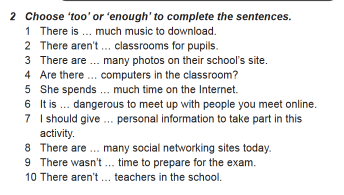 2 Choose ‘too’ or ‘enough’ to complete the sentences.
1 There is … much music to download.
2 There aren’t … classrooms for pupils.
3 There are … many photos on their school’s site.
4 Are there … computers in the classroom?
5 She spends … much time on the Internet.
6 It is … dangerous to meet up with people you meet online.
7 I should give … personal information to take part in this
activity.
8 There are … many social networking sites today.
9 There wasn’t … time to prepare for the exam.
10 There aren’t … teachers in the school.